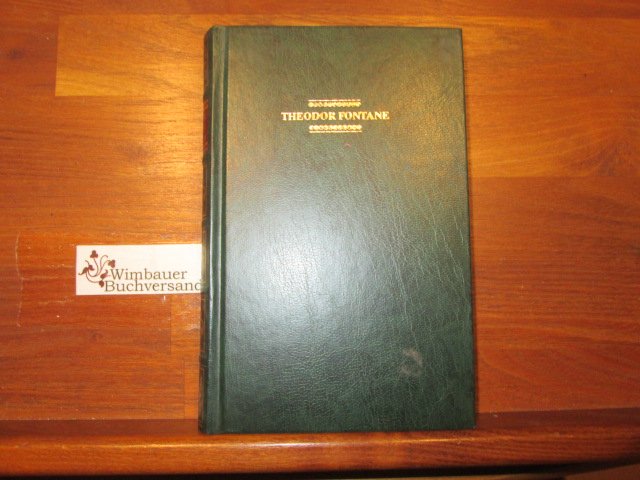 THEODOR FONTANE
Wimbauer
Buchversand